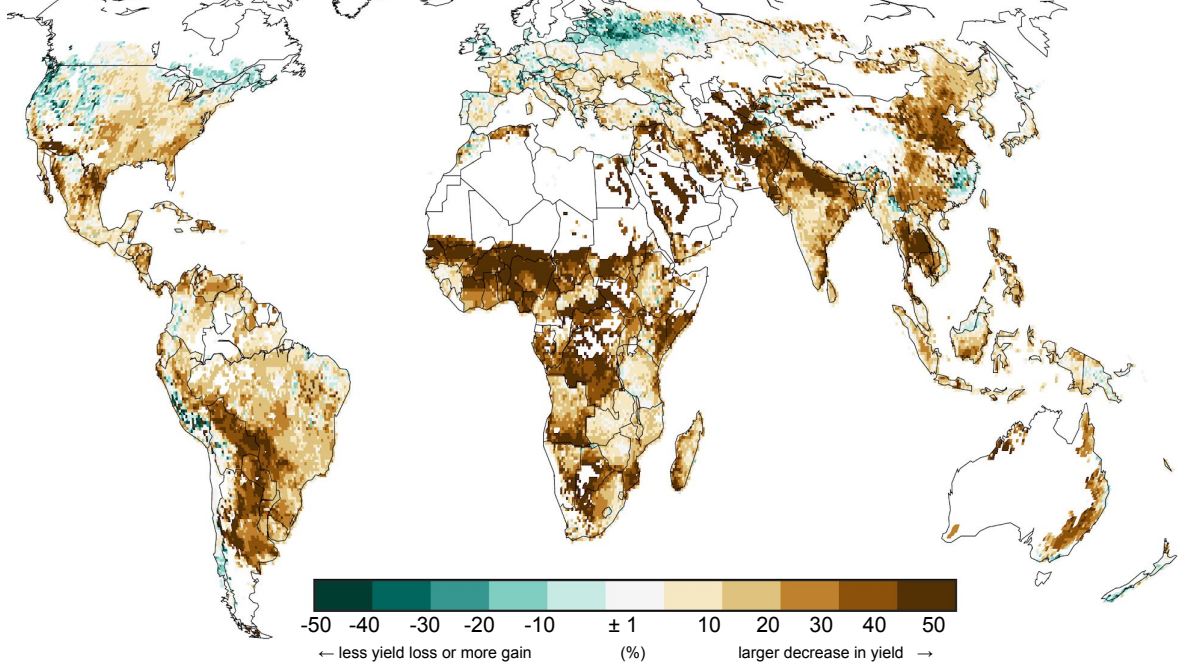 -50 -40 -30 -20 -10 ± 1 10 20 30 40 50
← less yield loss or more gain (%) larger decrease in yield →